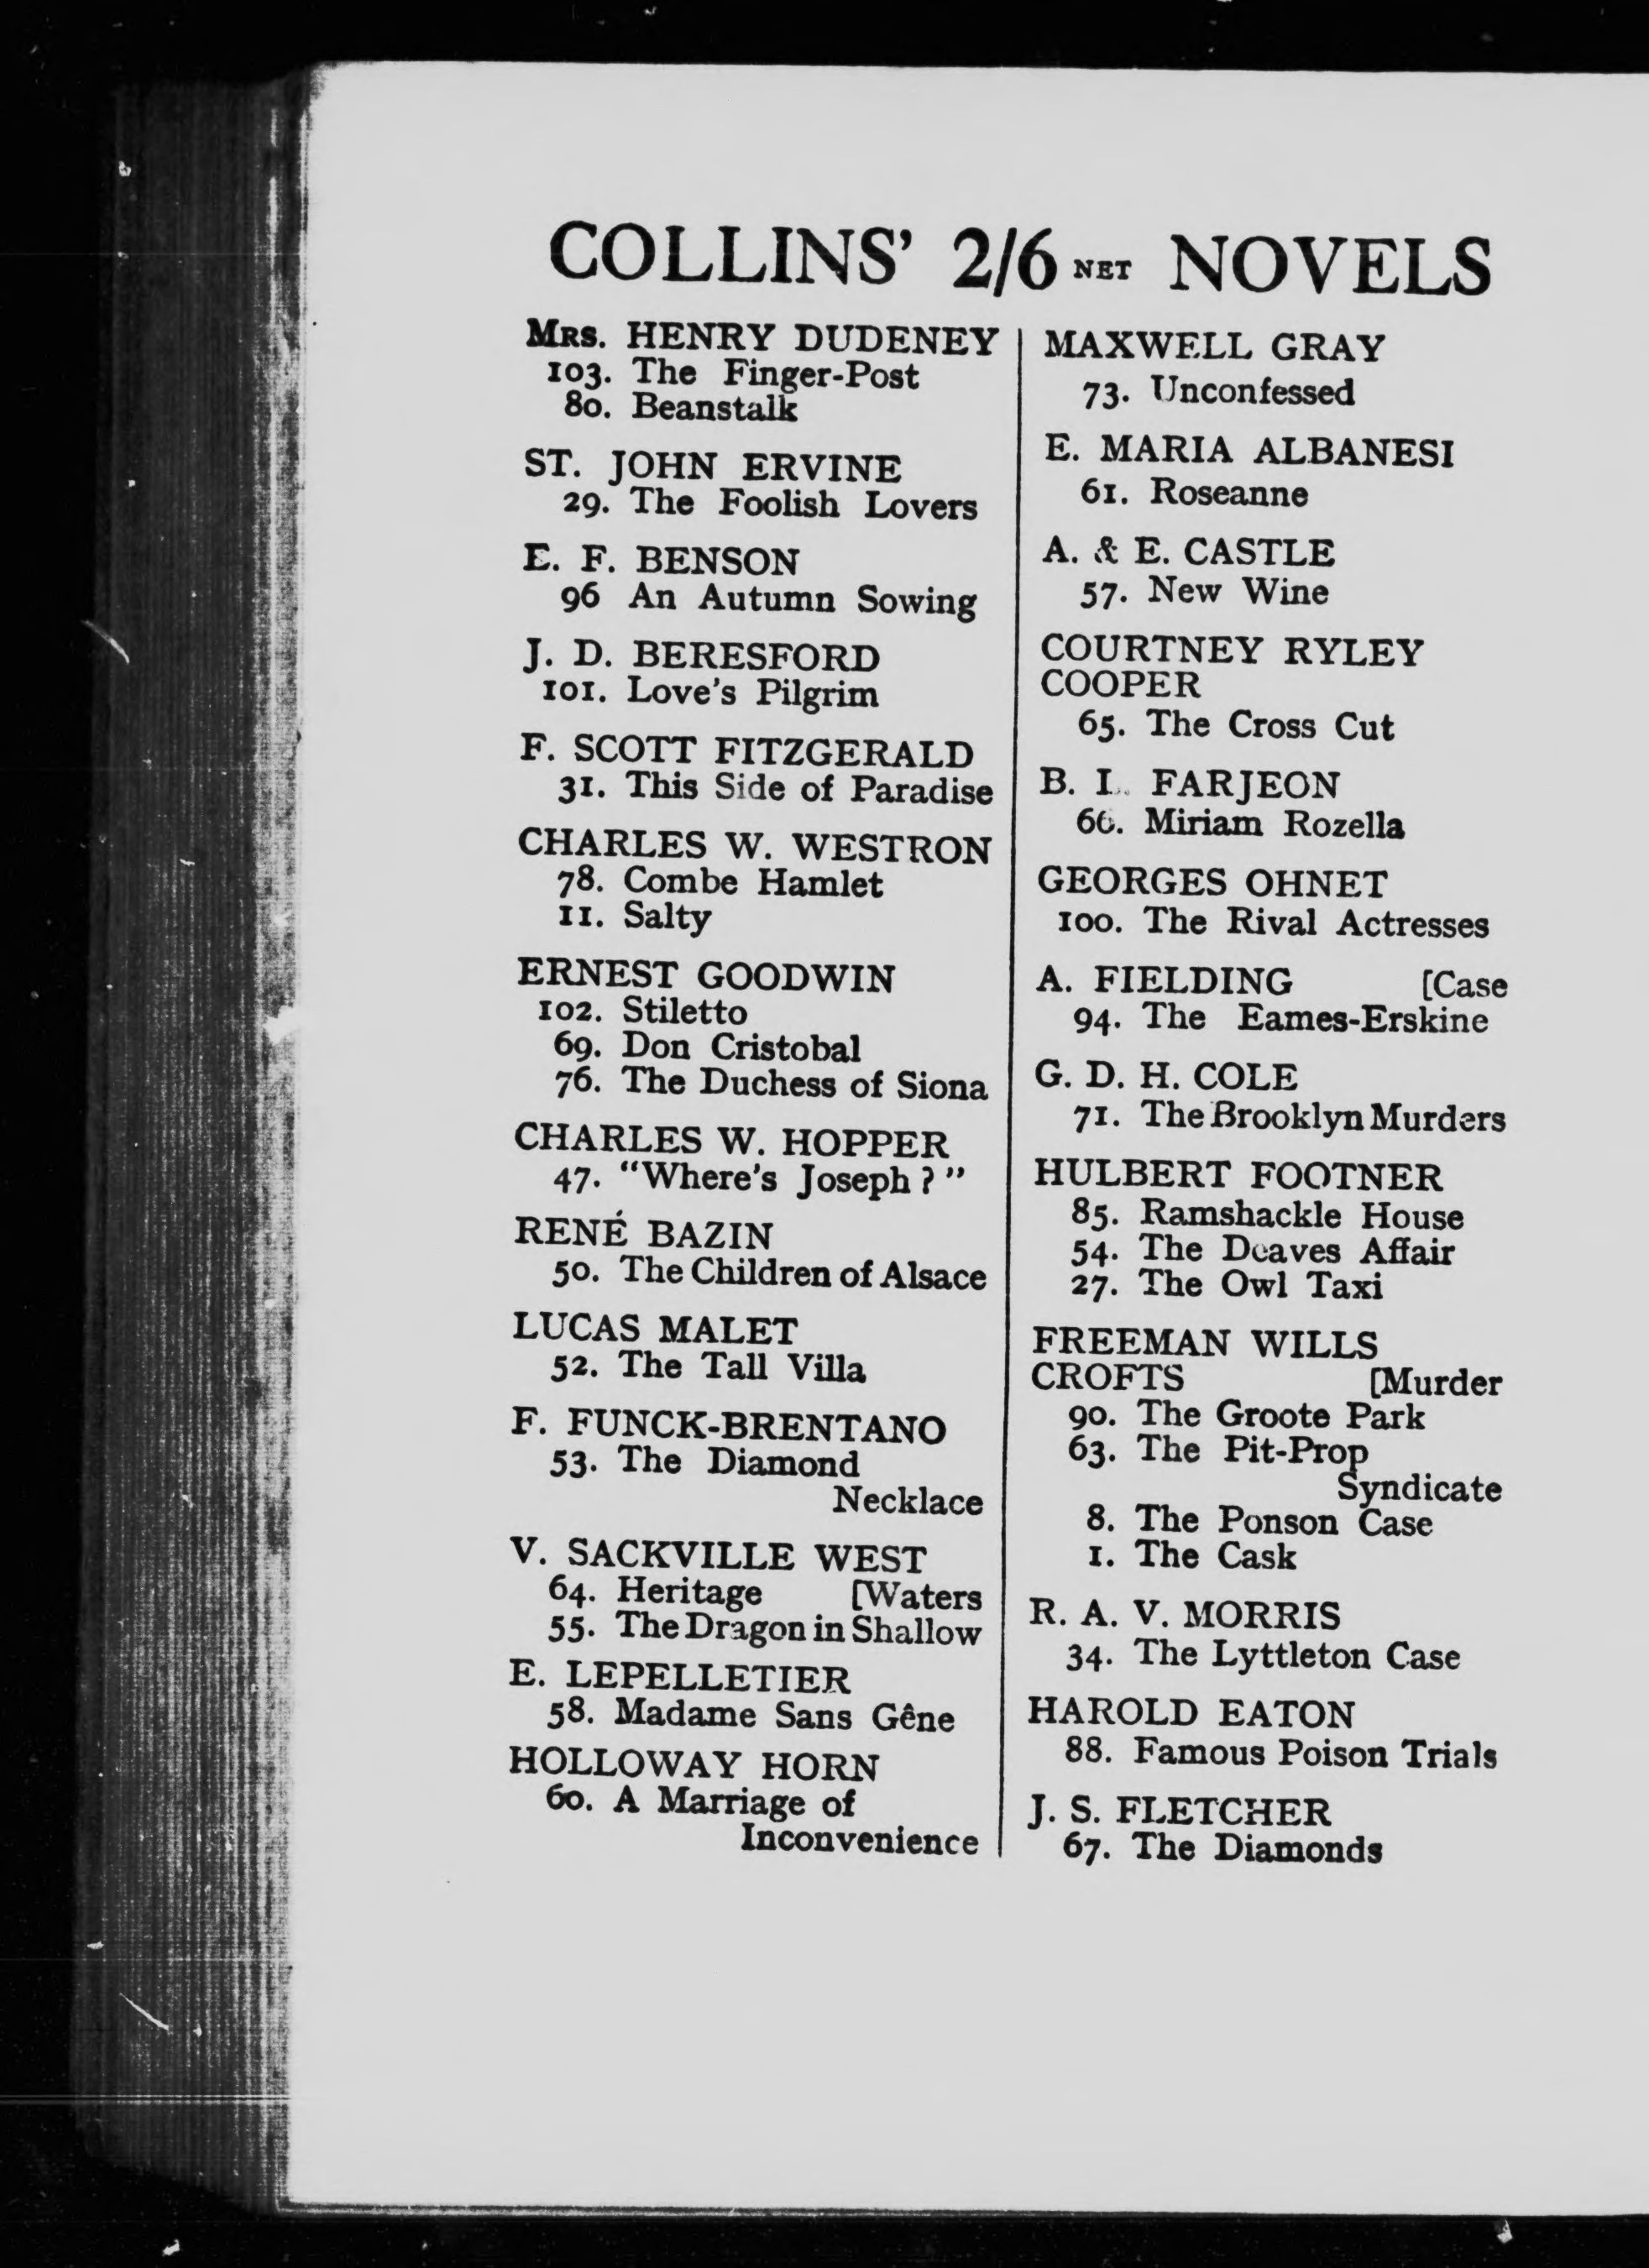 COLLINS' 2/6 NET NOVELS
MRS. HENRY DUDENEY
103. The Finger-Post
80. Beanstalk
ST. JOHN ERVINE
29. The Foolish Lovers
E. F. BENSON
96 An Autumn Sowing
J. D. BERESFORD
101. Love's Pilgrim
F. SCOTT FITZGERALD
31. This Side of Paradise
CHARLES W. WESTRON
78. Combe Hamlet
11. Salty
ERNEST GOODWIN
102. Stiletto
69. Don Cristobal
76. The Duchess of Siona
CHARLES W. HOPPER
47. "Where's Joseph?"
RENÉ BAZIN
50. The Children of Alsace
LUCAS MALET
52. The Tall Villa
F. FUNCK-BRENTANO
53. The Diamond
Necklace
V. SACKVILLE WEST
64. Heritage [Waters
55. The Dragon in Shallow
E. LEPELLETIER
58. Madame Sans Gêne
HOLLOWAY HORN
60. A Marriage of
Inconvenience
MAXWELL GRAY
73. Unconfessed
E. MARIA ALBANESI
61. Roseanne
A. & E. CASTLE
57. New Wine
COURTNEY RYLEY
COOPER
65. The Cross Cut
B. L. FARJEON
66. Miriam Rozella
GEORGES OHNET
100. The Rival Actresses
A. FIELDING [Case
94. The Eames-Erskine
G. D. H. COLE
71. The Brooklyn Murders
HULBERT FOOTNER
85. Ramshackle House
54. The Deaves Affair
27. The Owl Taxi
FREEMAN WILLS
CROFTS [Murder
90. The Groote Park
63. The Pit-Prop
Syndicate
8. The Ponson Case
1. The Cask
R. A. V. MORRIS
34. The Lyttleton Case
HAROLD EATON
88. Famous Poison Trials
J. S. FLETCHER
67. The Diamonds